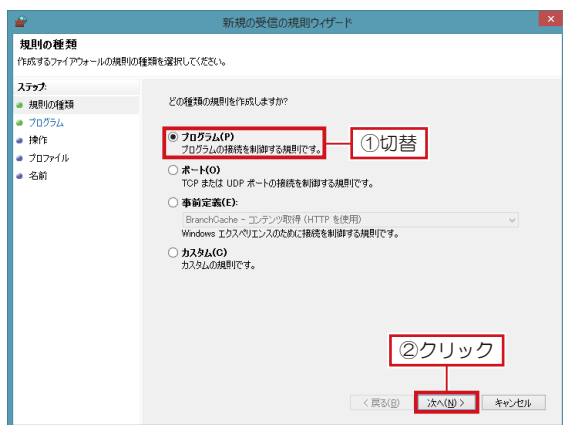 新規の受信の規則ウィザード
規則の種類
作成するファイアウォールの規則の種類を選択してください。
ステップ:
規則の種類
プログラム
操作
プロファイル
名前
どの種類の規則を作成しますか?
プログラム(P)
プログラムの接続を制御する規則です。
①切替
ポート(O)
TCP または UDP ポートの接続を制御する規則です。
事前定義(E):
BranchCache - コンテンツ取得 (HTTP を使用)
Windows エクスペリエンスのために接続を制御する規則です。
カスタム(C)
カスタムの規則です。
②クリック
< 戻る(B)
次へ(N) >
キャンセル